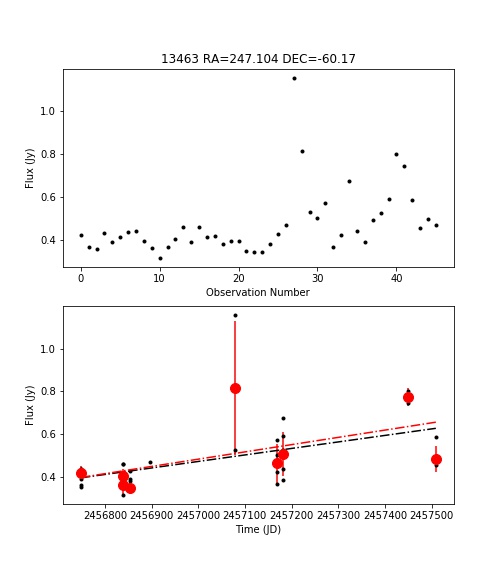 13463 RA=247.104 DEC=-60.17
1.0
0.8
0.6
0.4
Flux (Jy)
0 10 20 30 40
Observation Number
1.0
0.8
0.6
0.4
Flux (Jy)
2456800 2456900 2457000 2457100 2457200 2457300 2457400 2457500
Time (JD)